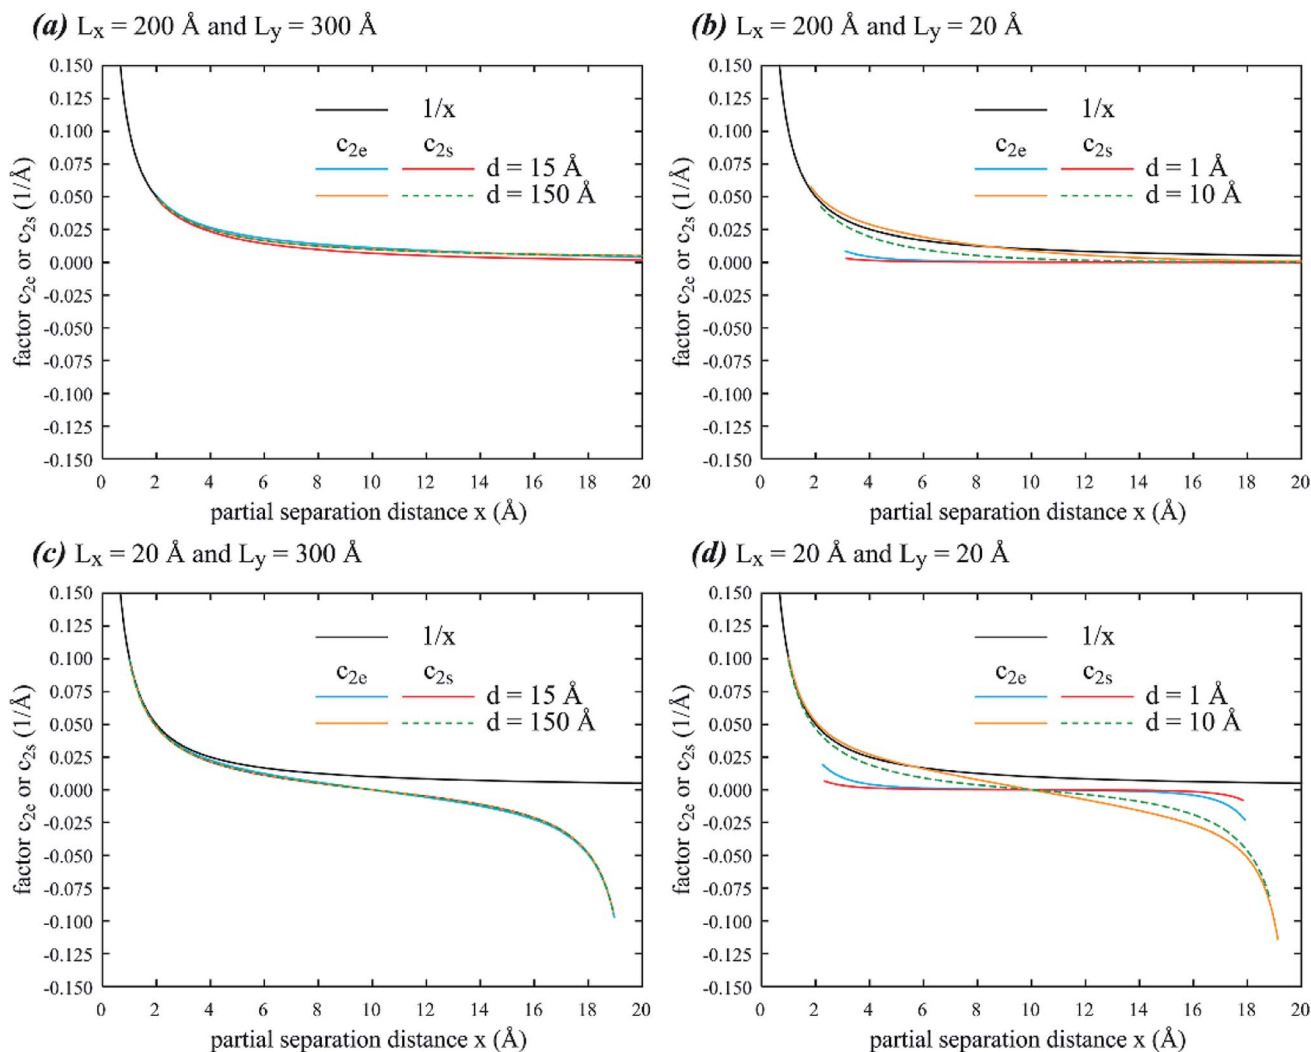 (a) Lx = 200 Å and Ly = 300 Å
0.150
0.125
0.100
0.075
0.050
0.025
0.000
-0.025
-0.050
-0.075
-0.100
-0.125
-0.150
factor c2e or c2s (1/Å)
1/x
c2e c2s
d = 15 Å
d = 150 Å
0 2 4 6 8 10 12 14 16 18 20
partial separation distance x (Å)
(b) Lx = 200 Å and Ly = 20 Å
0.150
0.125
0.100
0.075
0.050
0.025
0.000
-0.025
-0.050
-0.075
-0.100
-0.125
-0.150
factor c2e or c2s (1/Å)
1/x
c2e c2s
d = 1 Å
d = 10 Å
0 2 4 6 8 10 12 14 16 18 20
partial separation distance x (Å)
(c) Lx = 20 Å and Ly = 300 Å
0.150
0.125
0.100
0.075
0.050
0.025
0.000
-0.025
-0.050
-0.075
-0.100
-0.125
-0.150
factor c2e or c2s (1/Å)
1/x
c2e c2s
d = 15 Å
d = 150 Å
0 2 4 6 8 10 12 14 16 18 20
partial separation distance x (Å)
(d) Lx = 20 Å and Ly = 20 Å
0.150
0.125
0.100
0.075
0.050
0.025
0.000
-0.025
-0.050
-0.075
-0.100
-0.125
-0.150
factor c2e or c2s (1/Å)
1/x
c2e c2s
d = 1 Å
d = 10 Å
0 2 4 6 8 10 12 14 16 18 20
partial separation distance x (Å)